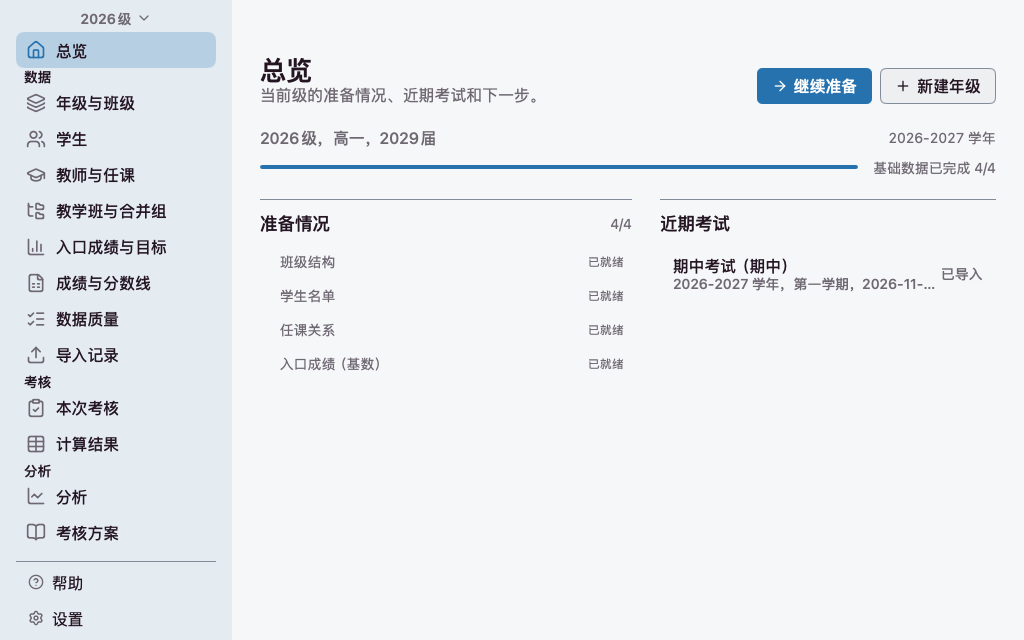 2026级
总览
数据
年级与班级
学生
教师与任课
教学班与合并组
入口成绩与目标
成绩与分数线
数据质量
导入记录
考核
本次考核
计算结果
分析
分析
考核方案
帮助
设置
总览
当前级的准备情况、近期考试和下一步。
继续准备
新建年级
2026级，高一，2029届
2026-2027 学年
基础数据已完成 4/4
准备情况
4/4
班级结构
已就绪
学生名单
已就绪
任课关系
已就绪
入口成绩（基数）
已就绪
近期考试
期中考试（期中）
2026-2027 学年，第一学期，2026-11-...
已导入